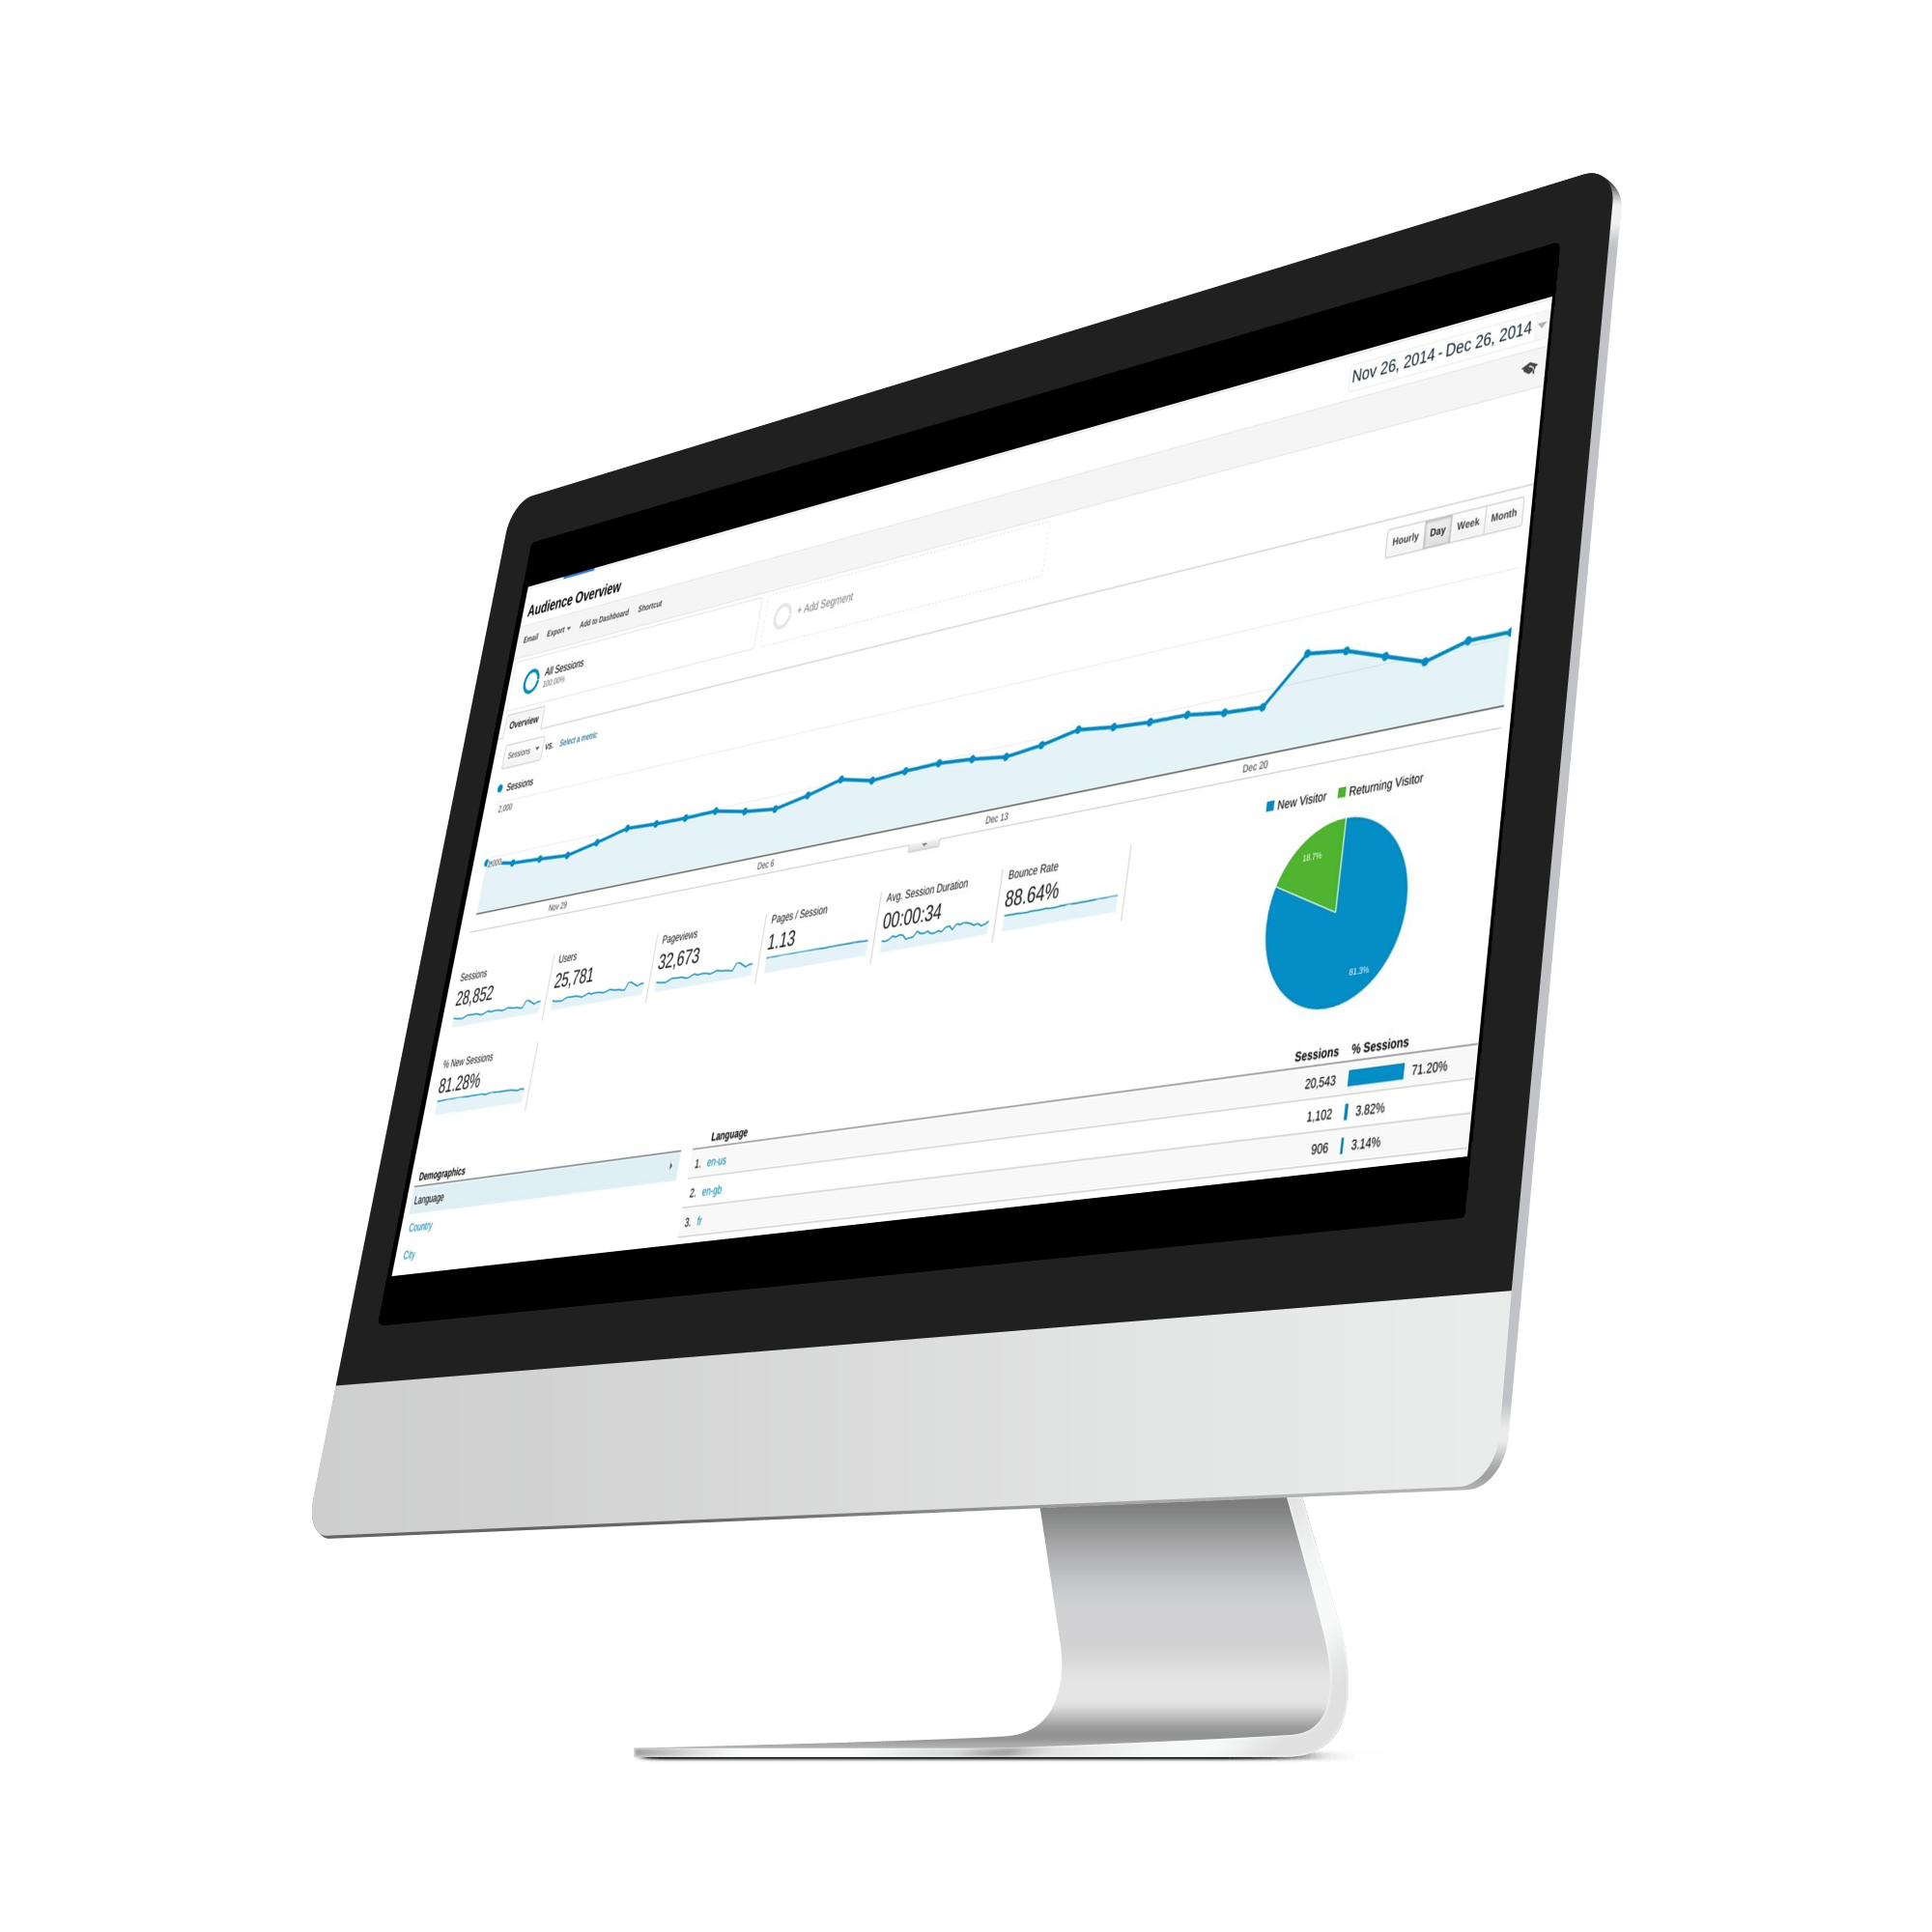 Nov 26, 2014 - Dec 26, 2014
Audience Overview
Email Export Add to Dashboard Shortcut
All Sessions
100.00%
+ Add Segment
Overview
Hourly Day Week Month
Sessions vs. Select a metric
Sessions
2,000
1,000
Nov 29 Dec 6 Dec 13 Dec 20
New Visitor Returning Visitor
18.7%
81.3%
Sessions
28,852
Users
25,781
Pageviews
32,673
Pages / Session
1.13
Avg. Session Duration
00:00:34
Bounce Rate
88.64%
% New Sessions
81.28%
Demographics
Language
Country
City
Language Sessions % Sessions
1. en-us 20,543 71.20%
2. en-gb 1,102 3.82%
3. fr 906 3.14%